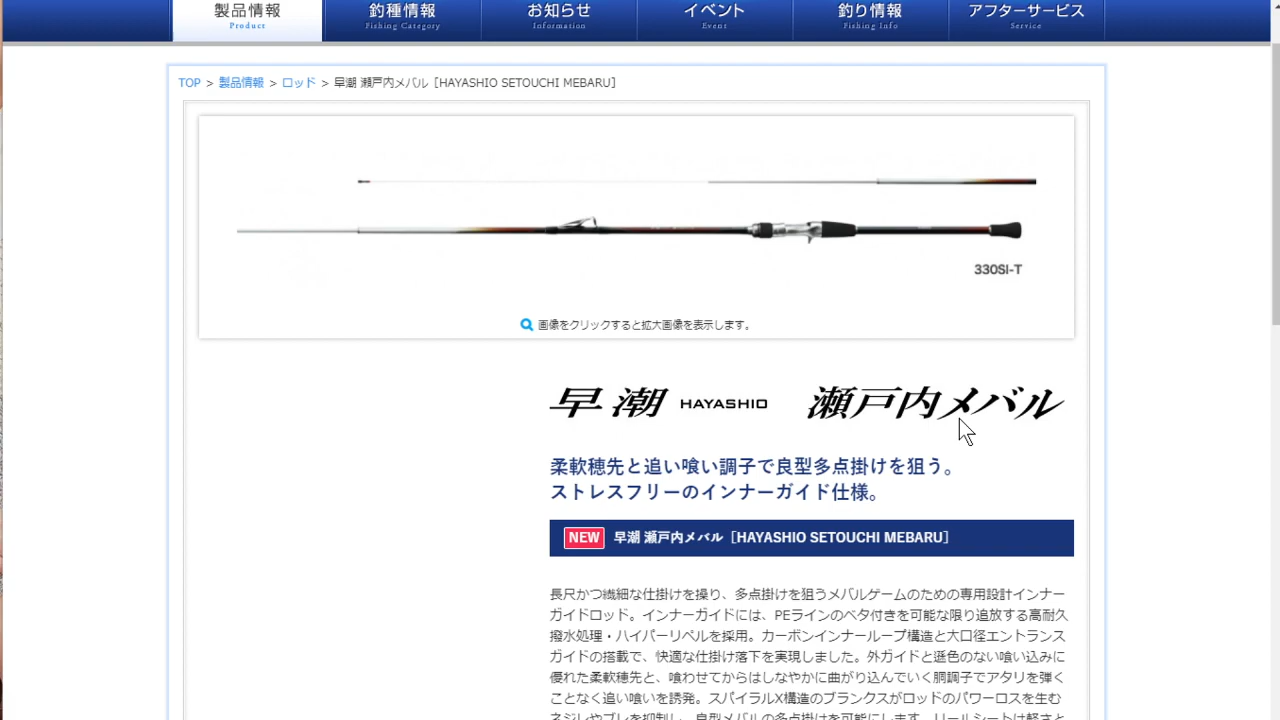 製品情報 釣種情報 お知らせ イベント 釣り情報 アフターサービス
Product Fishing Category Information Event Fishing Info Service
TOP > 製品情報 > ロッド > 早潮 瀬戸内メバル［HAYASHIO SETOUCHI MEBARU］
330SI-T
画像をクリックすると拡大画像を表示します。
早潮 HAYASHIO 瀬戸内メバル
柔軟穂先と追い喰い調子で良型多点掛けを狙う。
ストレスフリーのインナーガイド仕様。
NEW 早潮 瀬戸内メバル［HAYASHIO SETOUCHI MEBARU］
長尺かつ繊細な仕掛けを操り、多点掛けを狙うメバルゲームのための専用設計インナー
ガイドロッド。インナーガイドには、PEラインのベタ付きを可能な限り追放する高耐久
撥水処理・ハイパーリペルを採用。カーボンインナーループ構造と大口径エントランス
ガイドの搭載で、快適な仕掛け落下を実現しました。外ガイドと遜色のない喰い込みに
優れた柔軟穂先と、喰わせてからはしなやかに曲がり込んでいく胴調子でアタリを弾く
ことなく追い喰いを誘発。スパイラルX構造のブランクスがロッドのパワーロスを生む
ネジレやブレを抑制し、良型メバルの多点掛けを可能にします。リールシートは軽さと